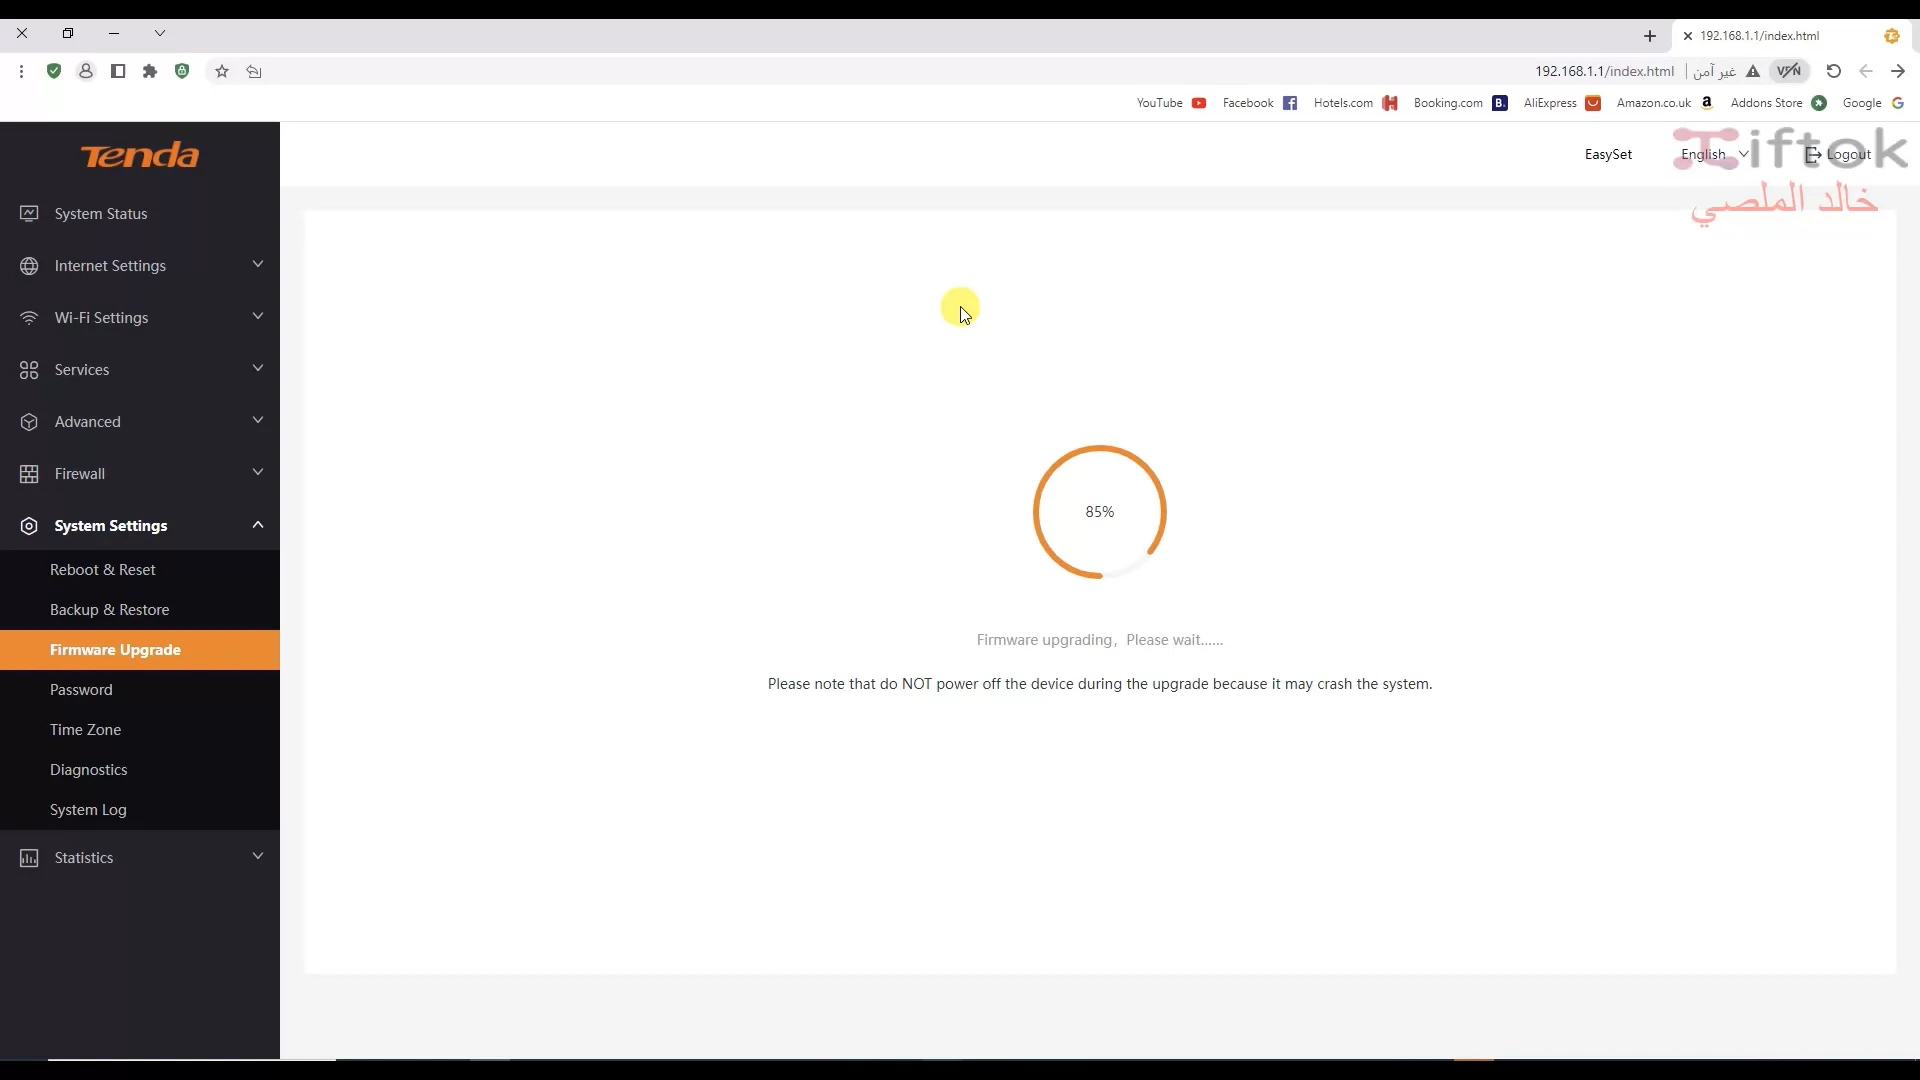 192.168.1.1/index.html
192.168.1.1/index.html
غير آمن
VPN
YouTube
Facebook
Hotels.com
Booking.com
AliExpress
Amazon.co.uk
Addons Store
Google
Tenda
EasySet
English
Logout
iftok
خالد الملصي
System Status
Internet Settings
Wi-Fi Settings
Services
Advanced
Firewall
System Settings
Reboot & Reset
Backup & Restore
Firmware Upgrade
Password
Time Zone
Diagnostics
System Log
Statistics
85%
Firmware upgrading，Please wait......
Please note that do NOT power off the device during the upgrade because it may crash the system.